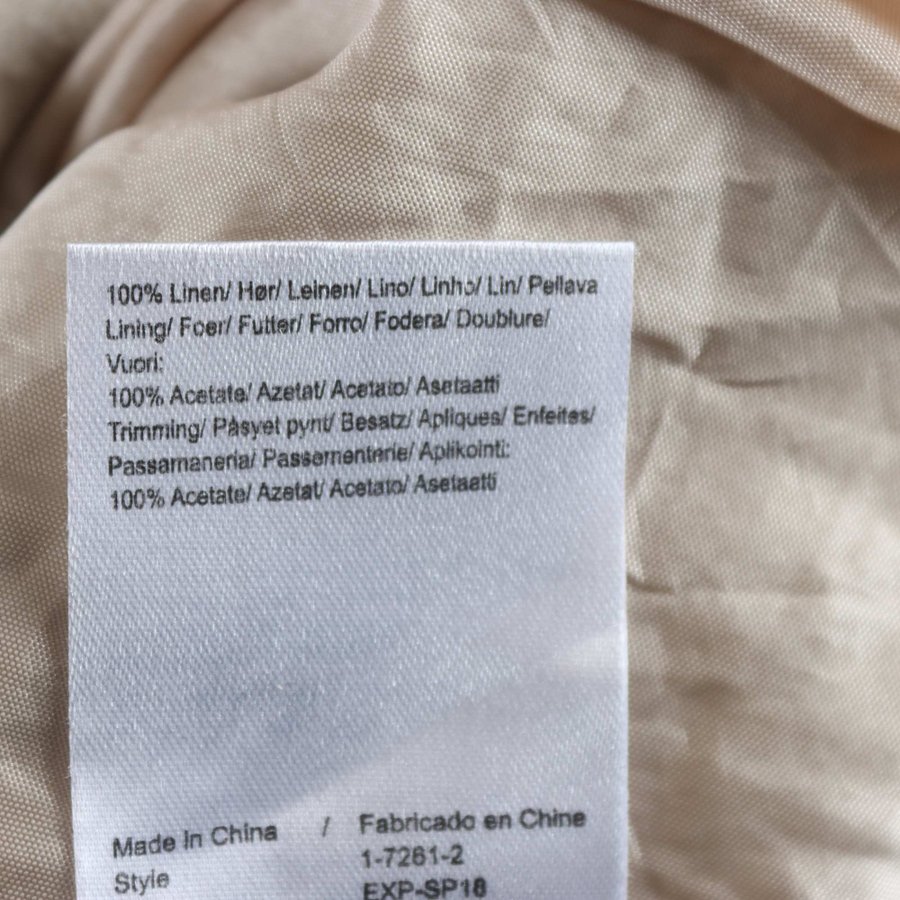 100% Linen/ Hør/ Leinen/ Lino/ Linho/ Lin/ Pellava
Lining/ Foer/ Futter/ Forro/ Fodera/ Doublure/
Vuori:
100% Acetate/ Azetat/ Acetato/ Asetaatti
Trimming/ Påsyet pynt/ Besatz/ Apliques/ Enfeites/
Passamaneria/ Passementerie/ Aplikointi:
100% Acetate/ Azetat/ Acetato/ Asetaatti
Made In China / Fabricado en Chine
1-7261-2
Style EXP-SP18